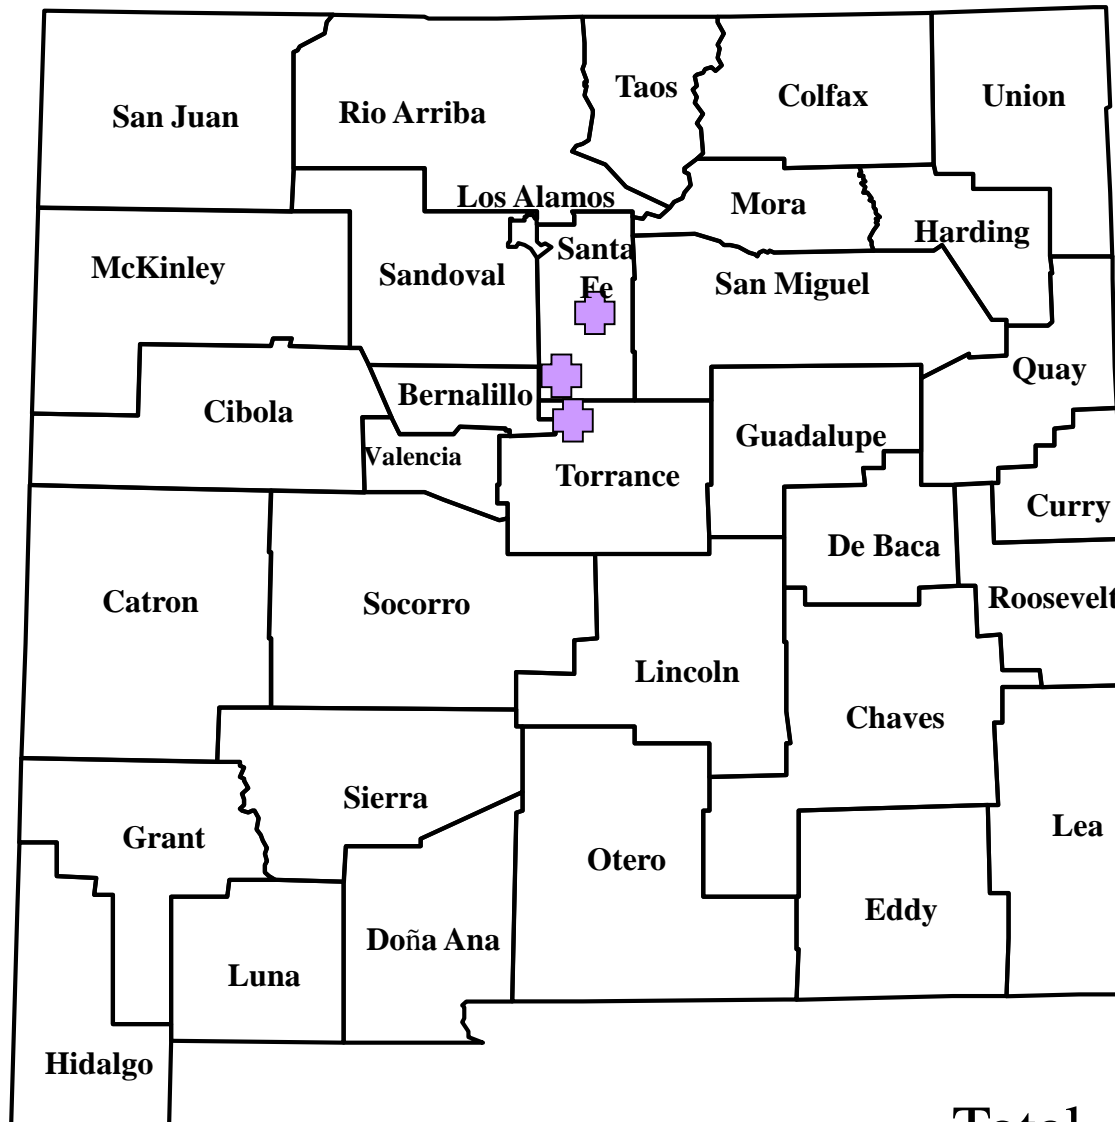 Taos
Colfax
Union
San Juan
Rio Arriba
Los Alamos
Mora
Harding
Santa
Fe
McKinley
Sandoval
San Miguel
Quay
Bernalillo
Cibola
Guadalupe
Valencia
Torrance
Curry
De Baca
Catron
Socorro
Roosevelt
Lincoln
Chaves
Sierra
Grant
Lea
Otero
Eddy
Doña Ana
Luna
Hidalgo
Total